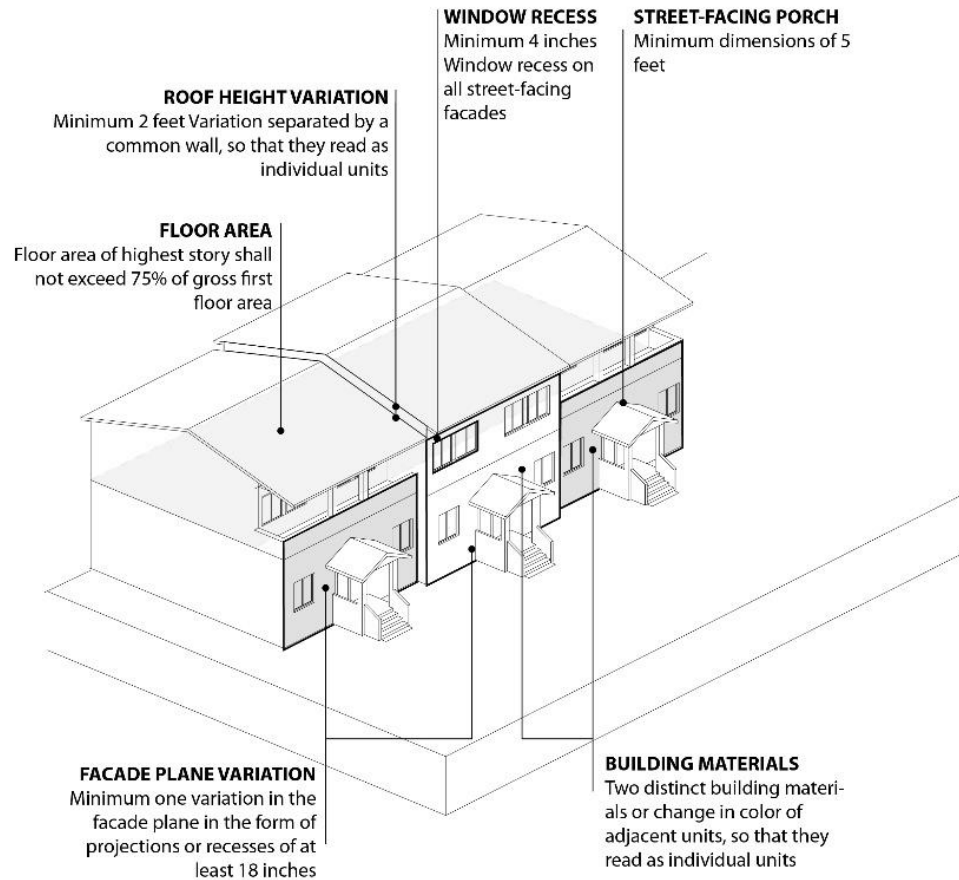 WINDOW RECESS
Minimum 4 inches
Window recess on
all street-facing
facades
STREET-FACING PORCH
Minimum dimensions of 5
feet
ROOF HEIGHT VARIATION
Minimum 2 feet Variation separated by a
common wall, so that they read as
individual units
FLOOR AREA
Floor area of highest story shall
not exceed 75% of gross first
floor area
FACADE PLANE VARIATION
Minimum one variation in the
facade plane in the form of
projections or recesses of at
least 18 inches
BUILDING MATERIALS
Two distinct building materi-
als or change in color of
adjacent units, so that they
read as individual units